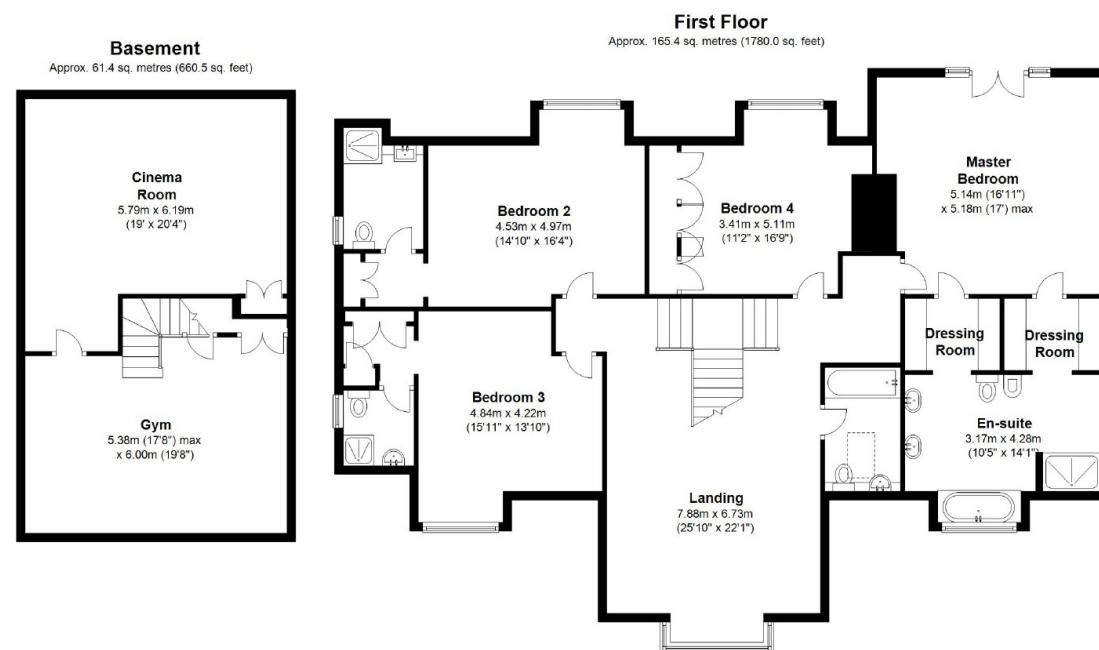 Basement
Approx. 61.4 sq. metres (660.5 sq. feet)
Cinema
Room
5.79m x 6.19m
(19' x 20'4")
Gym
5.38m (17'8") max
x 6.00m (19'8")
First Floor
Approx. 165.4 sq. metres (1780.0 sq. feet)
Bedroom 2
4.53m x 4.97m
(14'10" x 16'4")
Bedroom 4
3.41m x 5.11m
(11'2" x 16'9")
Master
Bedroom
5.14m (16'11")
x 5.18m (17') max
Dressing
Room
Dressing
Room
Bedroom 3
4.84m x 4.22m
(15'11" x 13'10")
En-suite
3.17m x 4.28m
(10'5" x 14'1")
Landing
7.88m x 6.73m
(25'10" x 22'1")